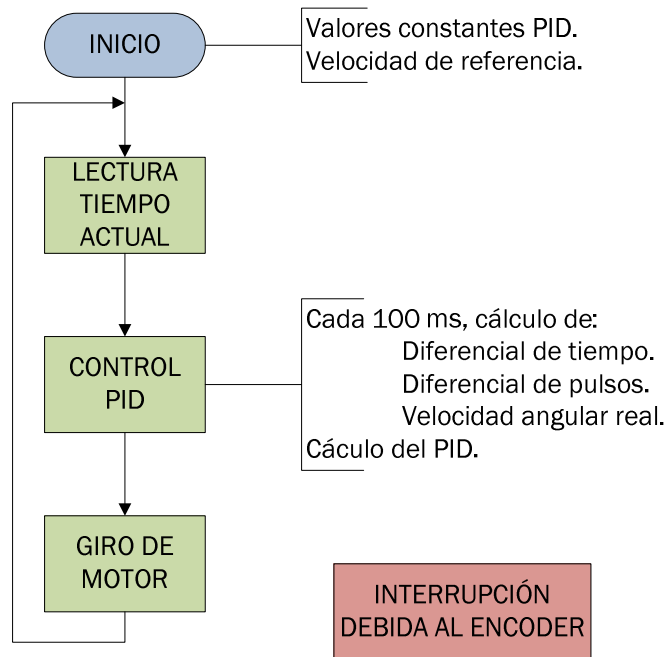 INICIO
Valores constantes PID.
Velocidad de referencia.
LECTURA
TIEMPO
ACTUAL
CONTROL
PID
Cada 100 ms, cálculo de:
Diferencial de tiempo.
Diferencial de pulsos.
Velocidad angular real.
Cáculo del PID.
GIRO DE
MOTOR
INTERRUPCIÓN
DEBIDA AL ENCODER